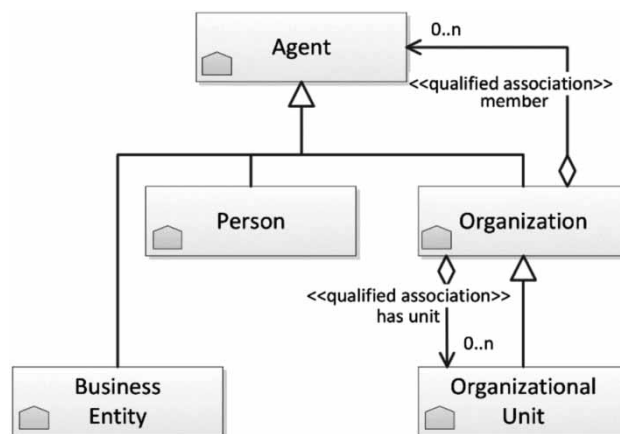 Agent
0..n
<<qualified association>>
member
Person
Organization
<<qualified association>>
has unit
0..n
Business
Entity
Organizational
Unit